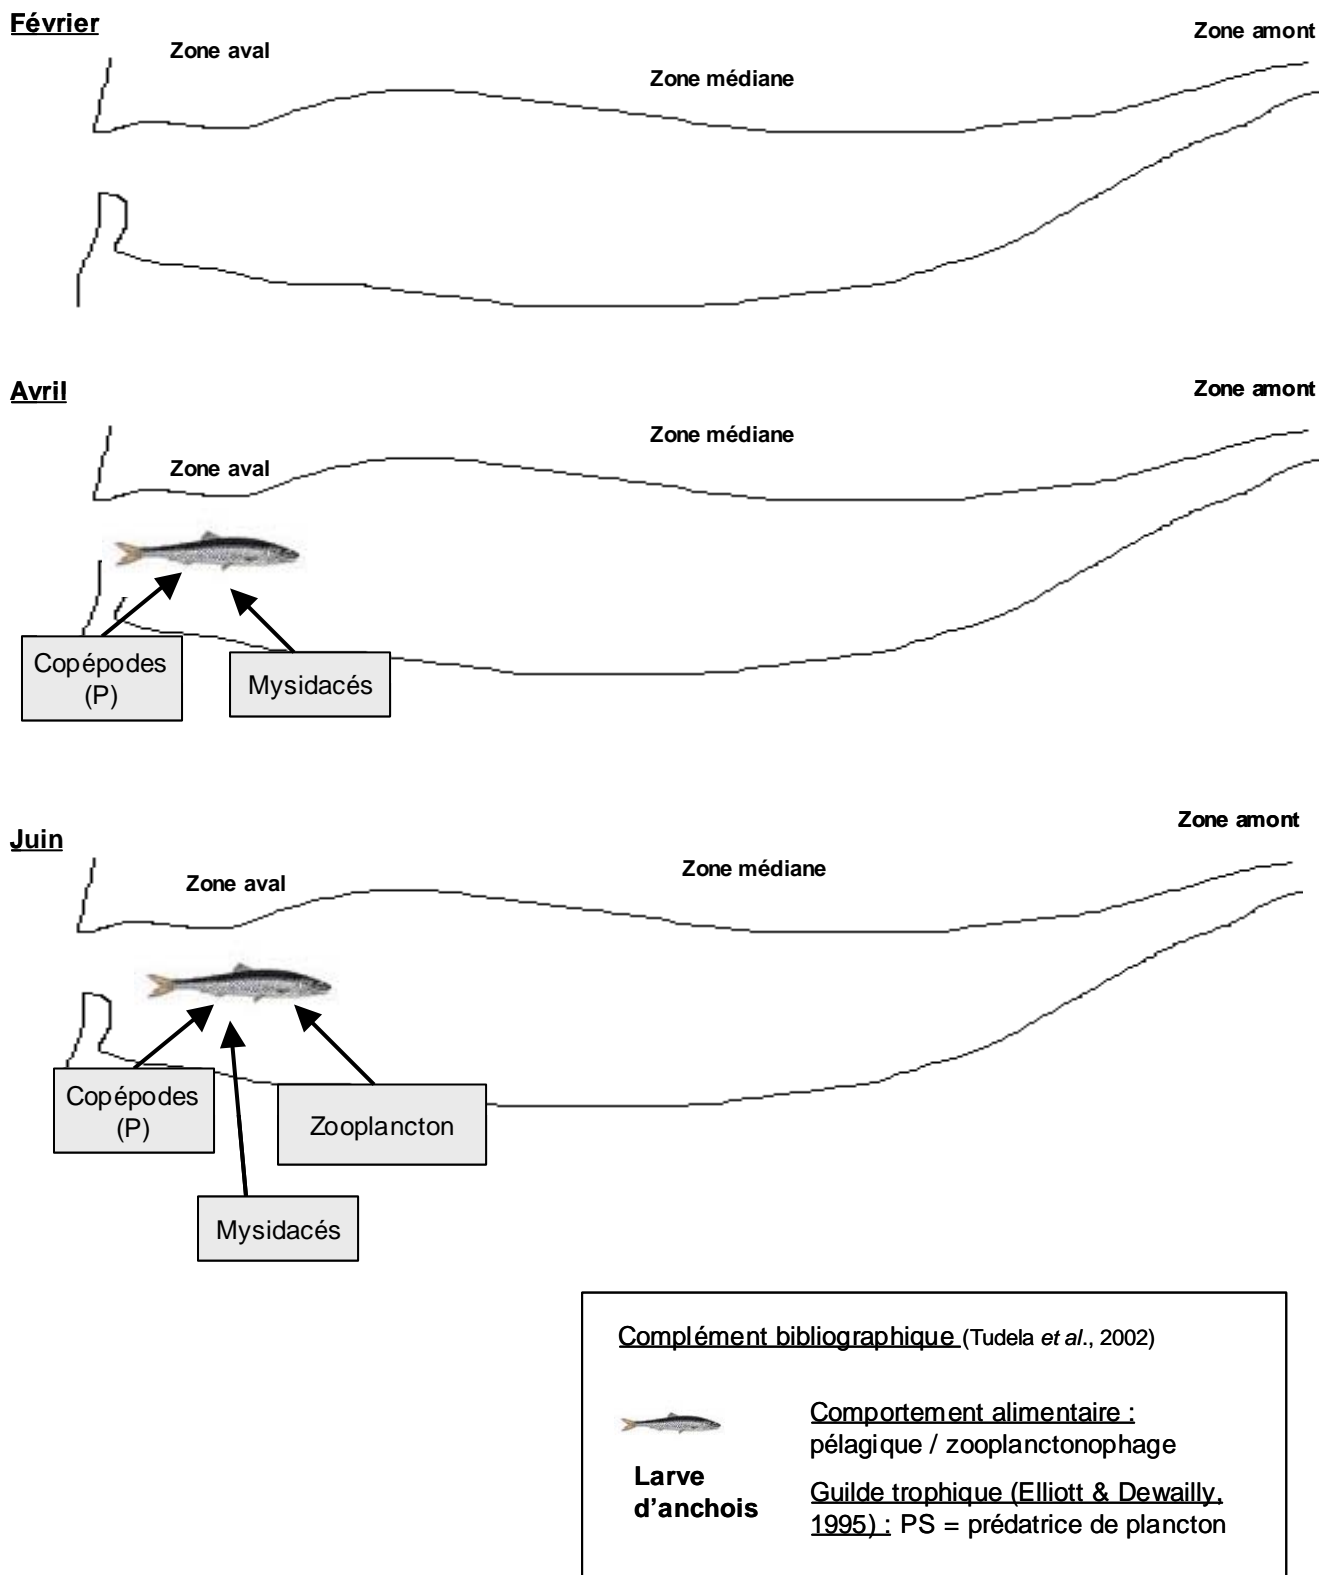 Février
Zone aval
Zone médiane
Zone amont
Avril
Zone aval
Zone médiane
Zone amont
Copépodes
(P)
Mysidacés
Juin
Zone aval
Zone médiane
Zone amont
Copépodes
(P)
Zooplancton
Mysidacés
Complément bibliographique (Tudela et al., 2002)
Larve
d’anchois
Comportement alimentaire :
pélagique / zooplanctonophage
Guilde trophique (Elliott & Dewailly,
1995) : PS = prédatrice de plancton